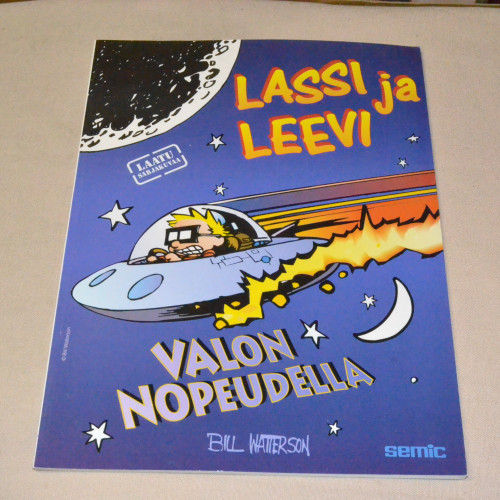 LASSI ja
LEEVI
LAATU
SARJAKUVAA
VALON
NOPEUDELLA
BILL WATTERSON
semic